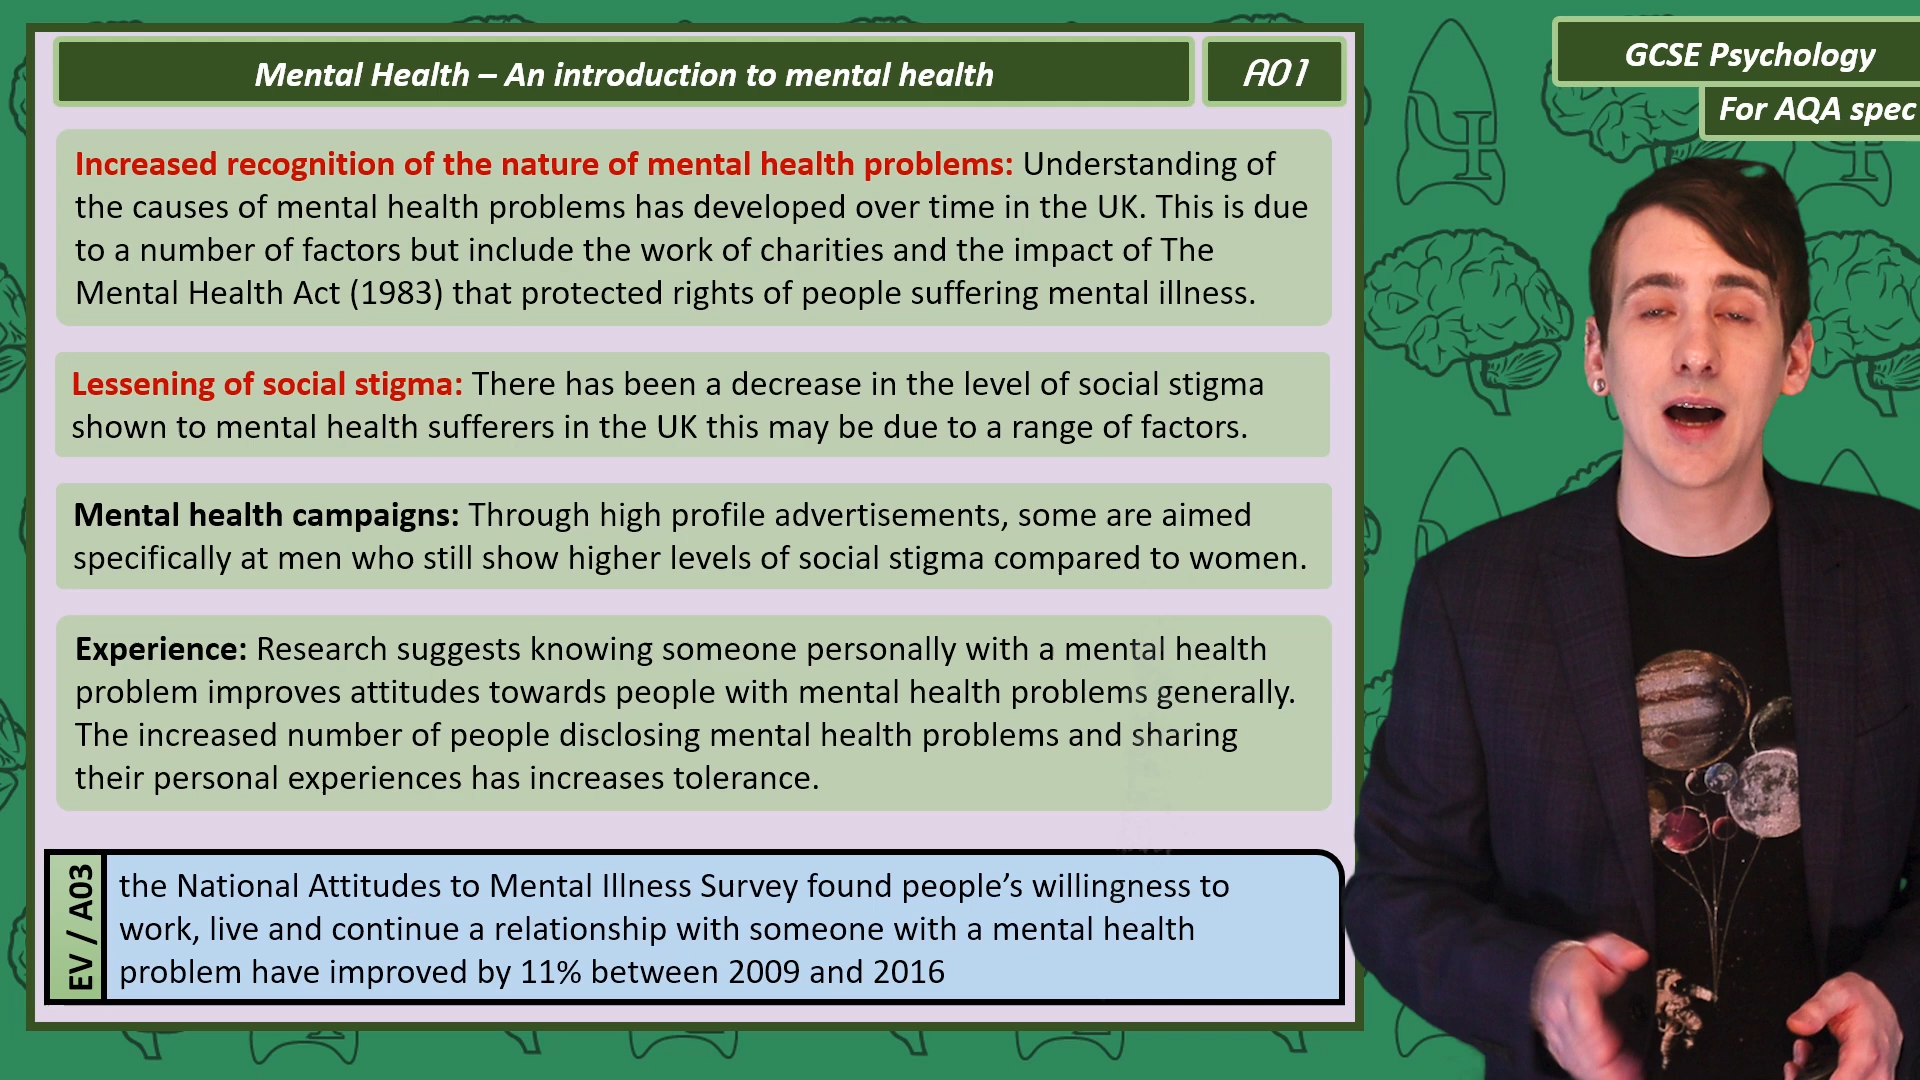 Mental Health – An introduction to mental health
AO1
GCSE Psychology
For AQA spec
Increased recognition of the nature of mental health problems: Understanding of
the causes of mental health problems has developed over time in the UK. This is due
to a number of factors but include the work of charities and the impact of The
Mental Health Act (1983) that protected rights of people suffering mental illness.
Lessening of social stigma: There has been a decrease in the level of social stigma
shown to mental health sufferers in the UK this may be due to a range of factors.
Mental health campaigns: Through high profile advertisements, some are aimed
specifically at men who still show higher levels of social stigma compared to women.
Experience: Research suggests knowing someone personally with a mental health
problem improves attitudes towards people with mental health problems generally.
The increased number of people disclosing mental health problems and sharing
their personal experiences has increases tolerance.
EV / A03
the National Attitudes to Mental Illness Survey found people’s willingness to
work, live and continue a relationship with someone with a mental health
problem have improved by 11% between 2009 and 2016